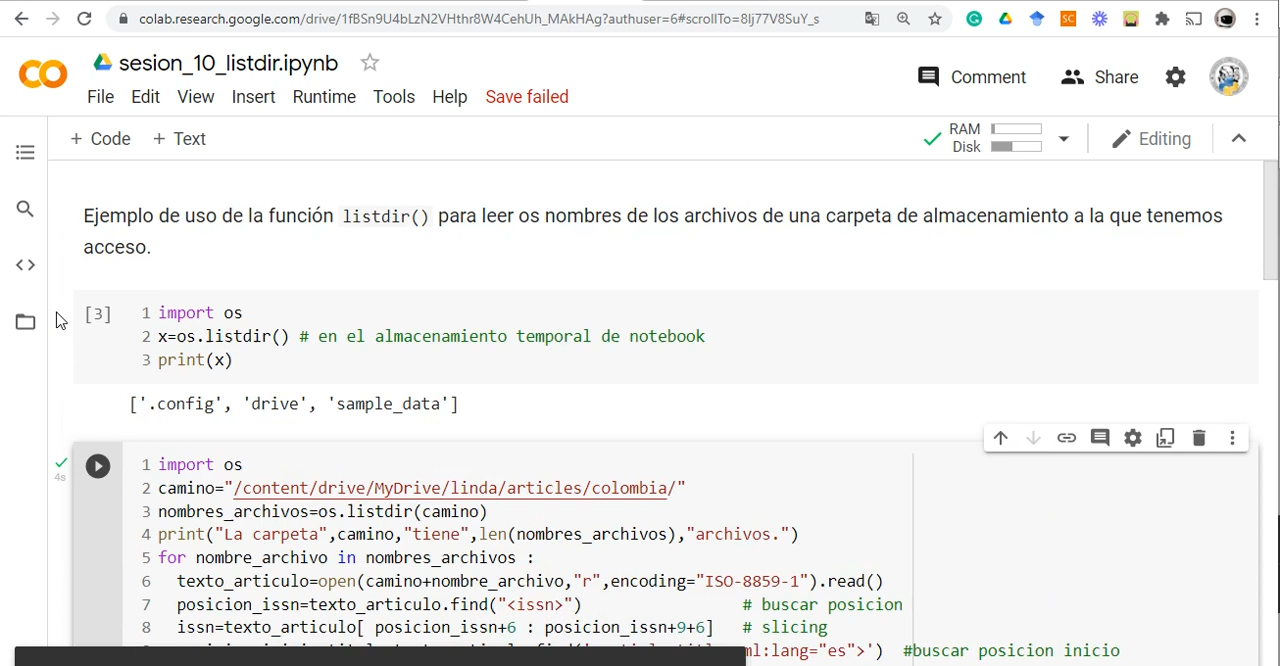 colab.research.google.com/drive/1fBSn9U4bLzN2VHthr8W4CehUh_MAkHAg?authuser=6#scrollTo=8Ij77V8SuY_s
sesion_10_listdir.ipynb
Comment Share
File Edit View Insert Runtime Tools Help Save failed
+ Code + Text
RAM
Disk
Editing
Ejemplo de uso de la función listdir() para leer os nombres de los archivos de una carpeta de almacenamiento a la que tenemos
acceso.
[3] 1 import os
2 x=os.listdir() # en el almacenamiento temporal de notebook
3 print(x)
['.config', 'drive', 'sample_data']
1 import os
4s
2 camino="/content/drive/MyDrive/linda/articles/colombia/"
3 nombres_archivos=os.listdir(camino)
4 print("La carpeta",camino,"tiene",len(nombres_archivos),"archivos.")
5 for nombre_archivo in nombres_archivos :
6 texto_articulo=open(camino+nombre_archivo,"r",encoding="ISO-8859-1").read()
7 posicion_issn=texto_articulo.find("<issn>") # buscar posicion
8 issn=texto_articulo[ posicion_issn+6 : posicion_issn+9+6] # slicing
ml:lang="es">') #buscar posicion inicio